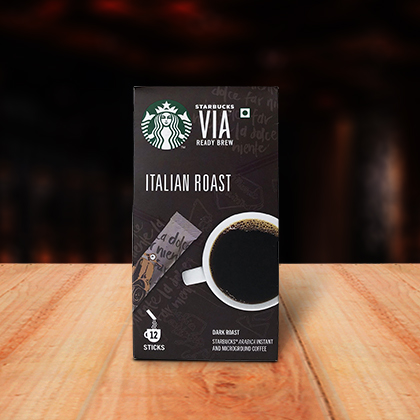 STARBUCKS
VIA
READY BREW
ITALIAN ROAST
DARK ROAST
STARBUCKS® ARABICA INSTANT
AND MICROGROUND COFFEE
12
STICKS